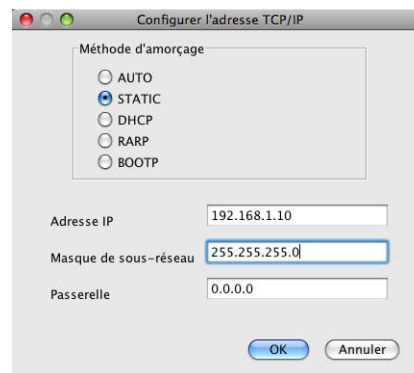 Configurer l'adresse TCP/IP
Méthode d'amorçage
AUTO
STATIC
DHCP
RARP
BOOTP
Adresse IP 192.168.1.10
Masque de sous-réseau 255.255.255.0
Passerelle 0.0.0.0
OK Annuler